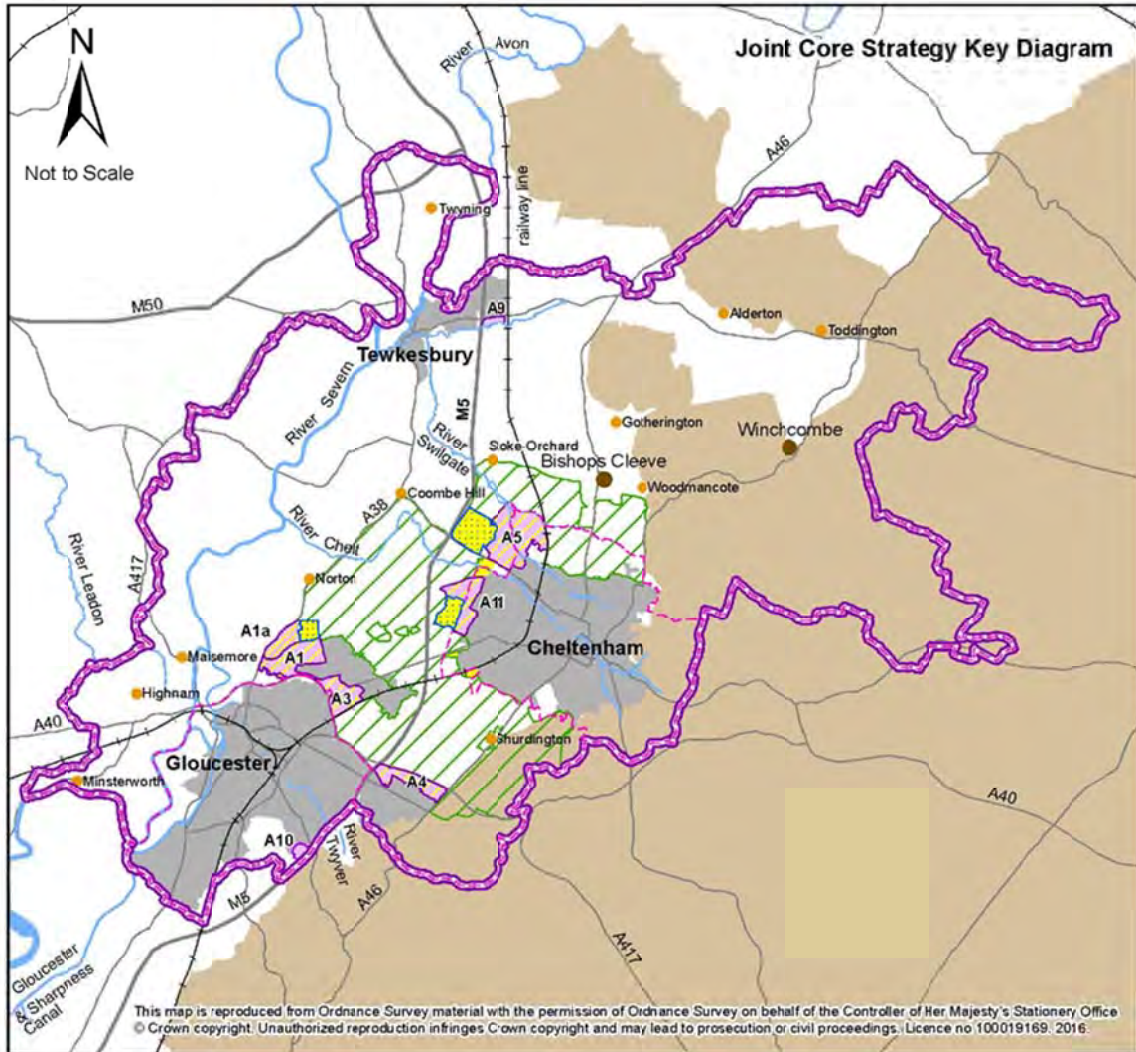 Joint Core Strategy Key Diagram
N
Not to Scale
River
Avon
A46
railway line
Twyning
M50
A9
Tewkesbury
Alderton
Toddington
River Severn
M5
River
Swilgate
Gotherington
Winchcombe
Soke Orchard
Bishops Cleeve
Woodmancote
Coombe Hill
A38
River Chelt
A5
River Leadon
A417
Norton
A11
A1a
A1
Cheltenham
Maisemore
Highnam
A3
A40
Gloucester
Shurdington
Minsterworth
A4
A40
A10
River
Twyver
A46
M5
A417
Gloucester
& Sharpness
Canal
This map is reproduced from Ordnance Survey material with the permission of Ordnance Survey on behalf of the Controller of Her Majesty's Stationery Office
© Crown copyright. Unauthorized reproduction infringes Crown copyright and may lead to prosecution or civil proceedings. Licence no 100019169. 2016.